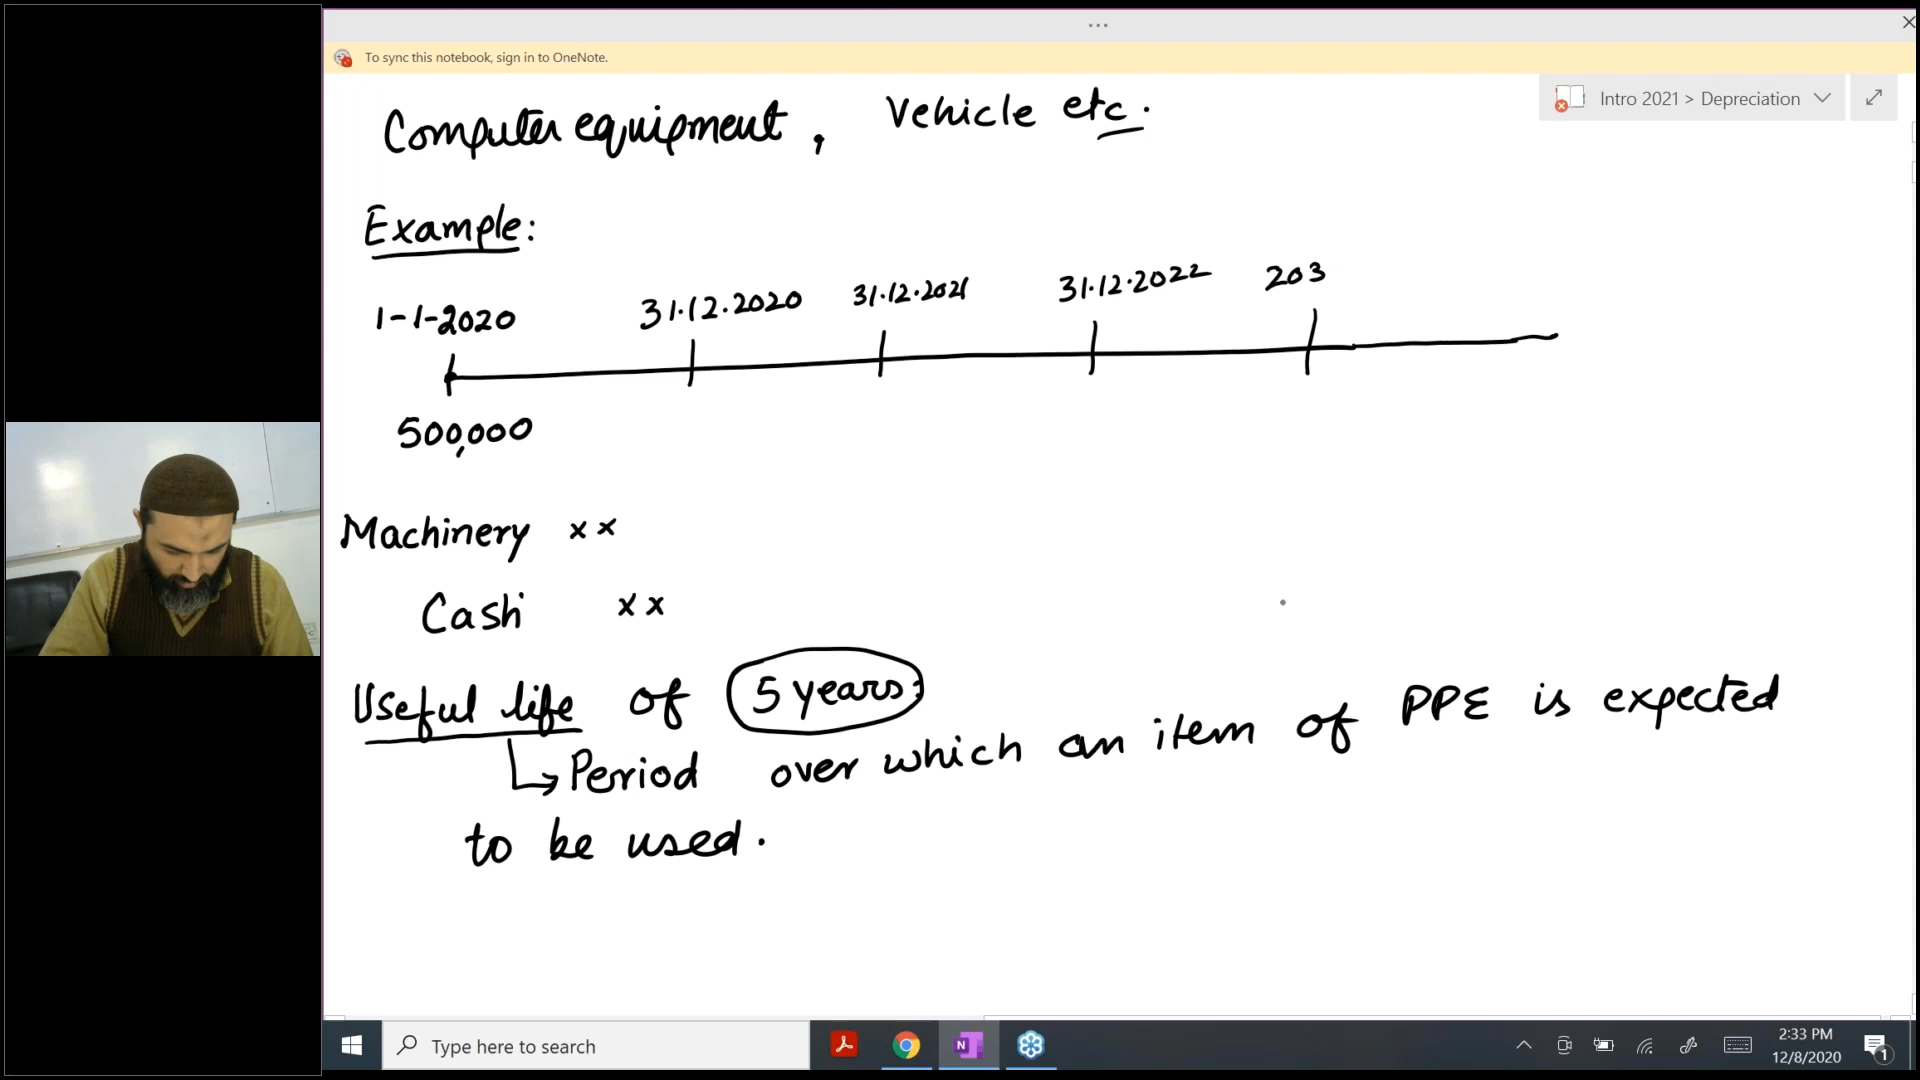 To sync this notebook, sign in to OneNote.
Intro 2021 > Depreciation
Computer equipment, Vehicle etc.
Example:
1-1-2020 31.12.2020 31.12.2021 31.12.2022 203
500,000
Machinery xx
Cash xx
Useful life of 5 years:
Period over which an item of PPE is expected
to be used.
Type here to search
N
2:33 PM
12/8/2020
1